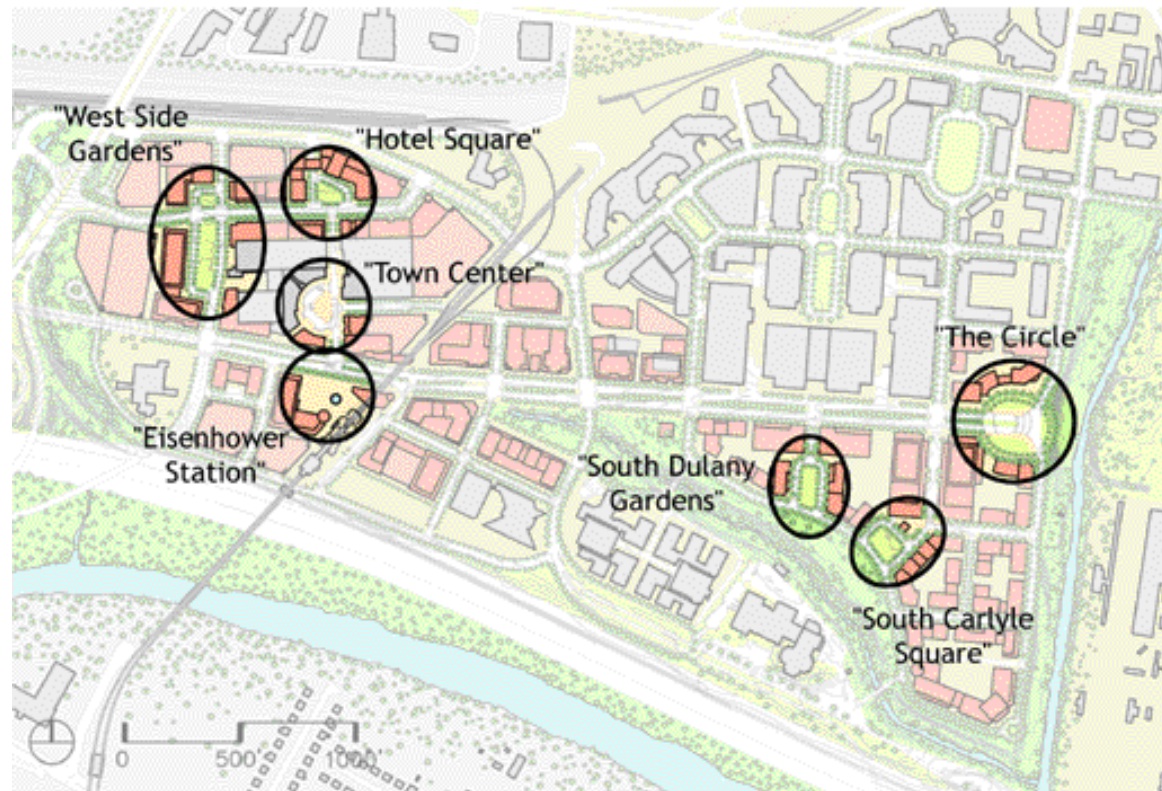 "West Side
Gardens"
"Hotel Square"
"Town Center"
"The Circle"
"Eisenhower
Station"
"South Dulany
Gardens"
"South Carlyle
Square"
0 500 1000'